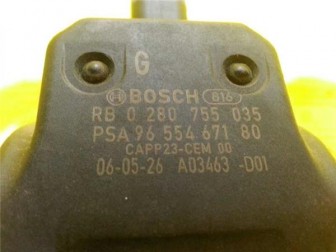 G
BOSCH 616
RB 0 280 755 035
PSA 96 554 671 80
CAPP23-CEM 00
06-05-26 A03463 -D01